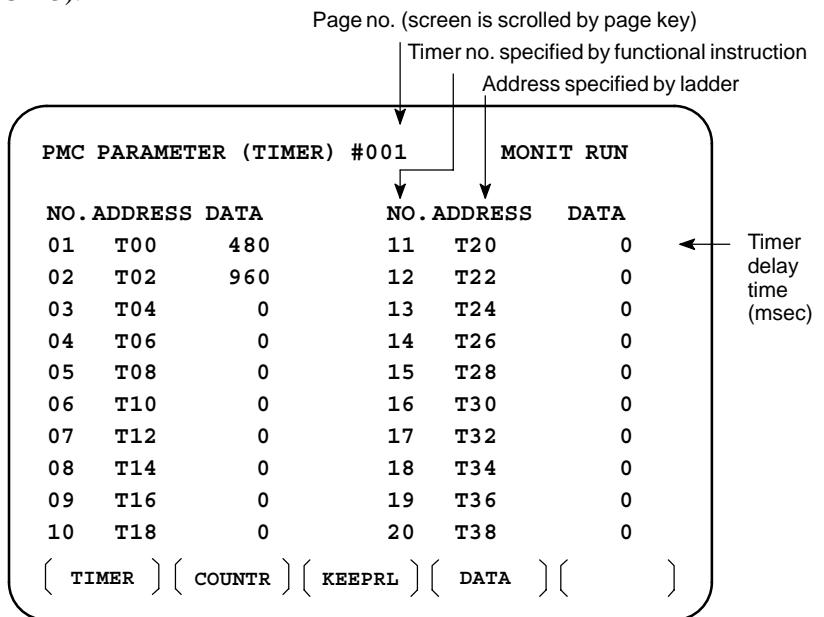 Page no. (screen is scrolled by page key)
Timer no. specified by functional instruction
Address specified by ladder
PMC PARAMETER (TIMER) #001 MONIT RUN
NO. ADDRESS DATA NO. ADDRESS DATA
01 T00 480 11 T20 0
02 T02 960 12 T22 0
03 T04 0 13 T24 0
04 T06 0 14 T26 0
05 T08 0 15 T28 0
06 T10 0 16 T30 0
07 T12 0 17 T32 0
08 T14 0 18 T34 0
09 T16 0 19 T36 0
10 T18 0 20 T38 0
Timer
delay
time
(msec)
( TIMER ) ( COUNTR ) ( KEEPRL ) ( DATA ) ( )